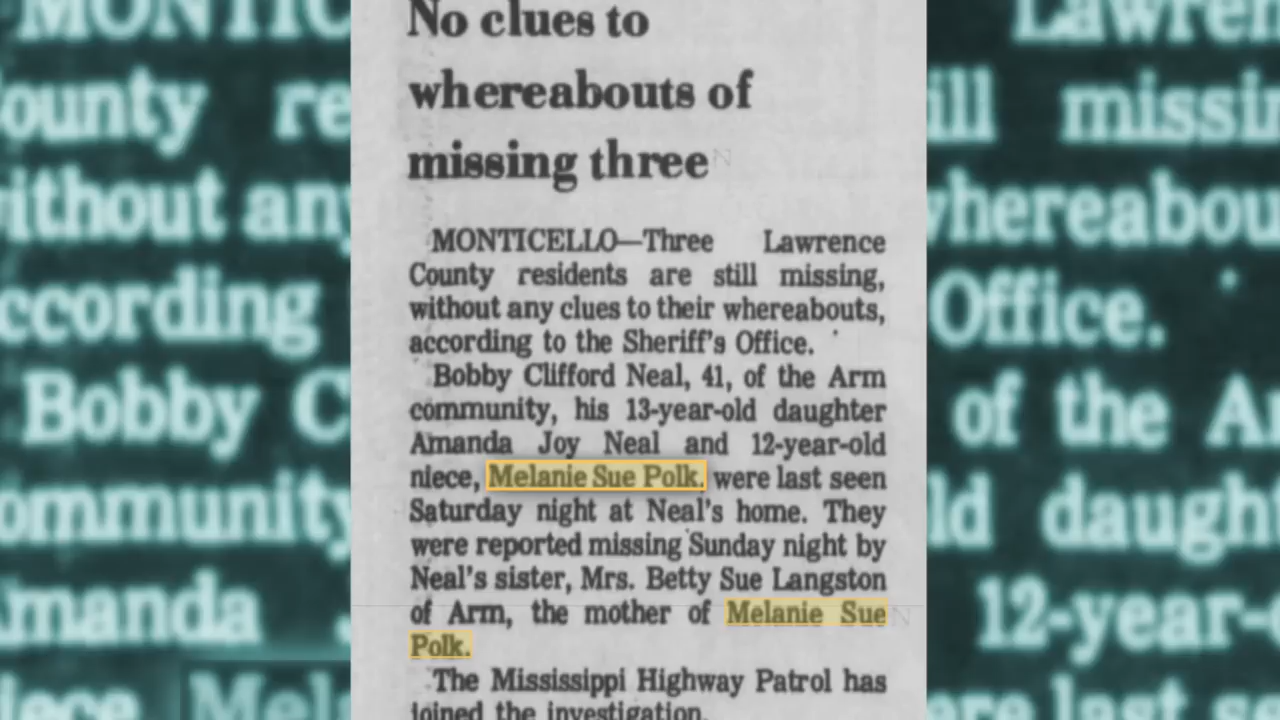 No clues to
whereabouts of
missing three
MONTICELLO—Three Lawrence
County residents are still missing,
without any clues to their whereabouts,
according to the Sheriff's Office.
Bobby Clifford Neal, 41, of the Arm
community, his 13-year-old daughter
Amanda Joy Neal and 12-year-old
niece, Melanie Sue Polk, were last seen
Saturday night at Neal's home. They
were reported missing Sunday night by
Neal's sister, Mrs. Betty Sue Langston
of Arm, the mother of Melanie Sue
Polk.
The Mississippi Highway Patrol has
joined the investigation.